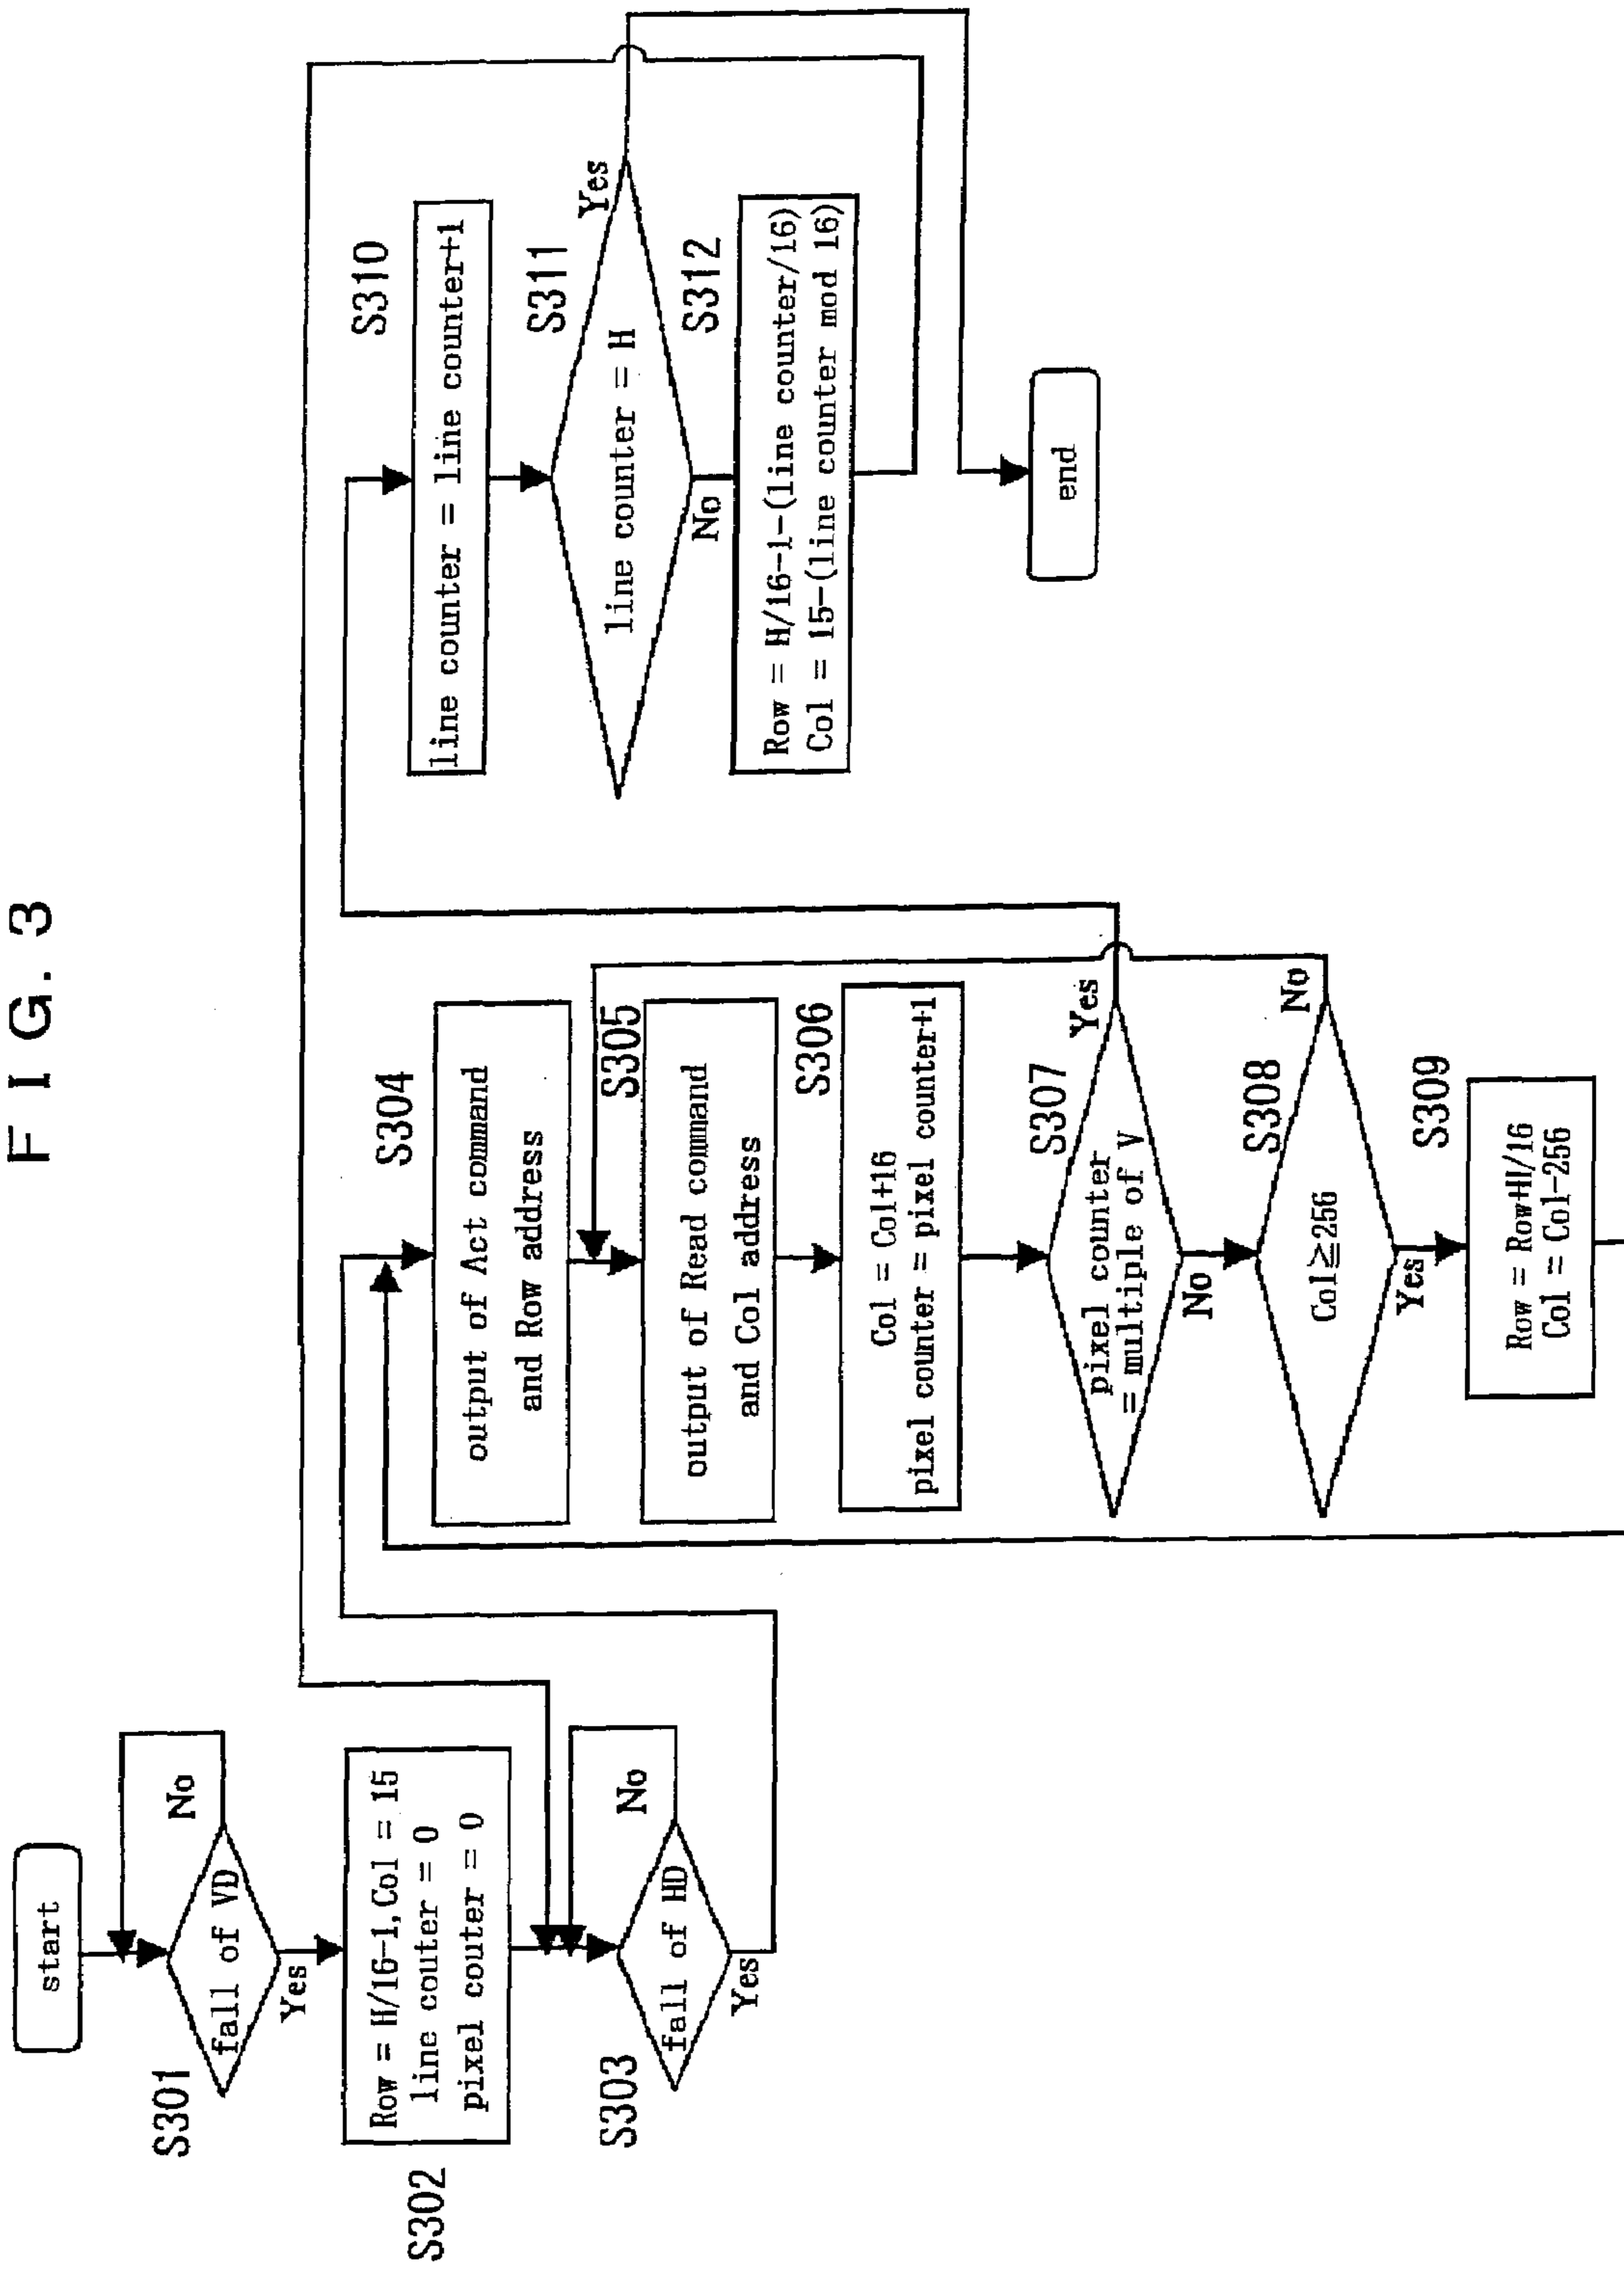 FIG. 3
start
S301
fall of VD
No
Yes
S302
Row = H/16-1,Col = 15
line couter = 0
pixel couter = 0
S303
fall of HD
No
Yes
S304
output of Act command
and Row address
S305
output of Read command
and Col address
S306
Col = Col+16
pixel counter = pixel counter+1
S307
pixel counter
= multiple of V
Yes
No
S308
Col≧256
No
Yes
S309
Row = Row+H/16
Col = Col-256
S310
line counter = line counter+1
S311
line counter = H
Yes
No
S312
Row = H/16-1-(line counter/16)
Col = 15-(line counter mod 16)
end